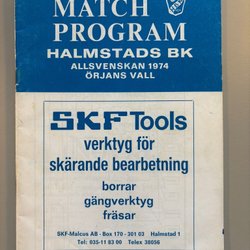 MATCH
PROGRAM
HALMSTADS BK
ALLSVENSKAN 1974
ÖRJANS VALL
SKF Tools
verktyg för
skärande bearbetning
borrar
gängverktyg
fräsar
SKF-Malcus AB - Box 170 - 301 03 Halmstad 1
Tel: 035-11 83 00 Telex 38056